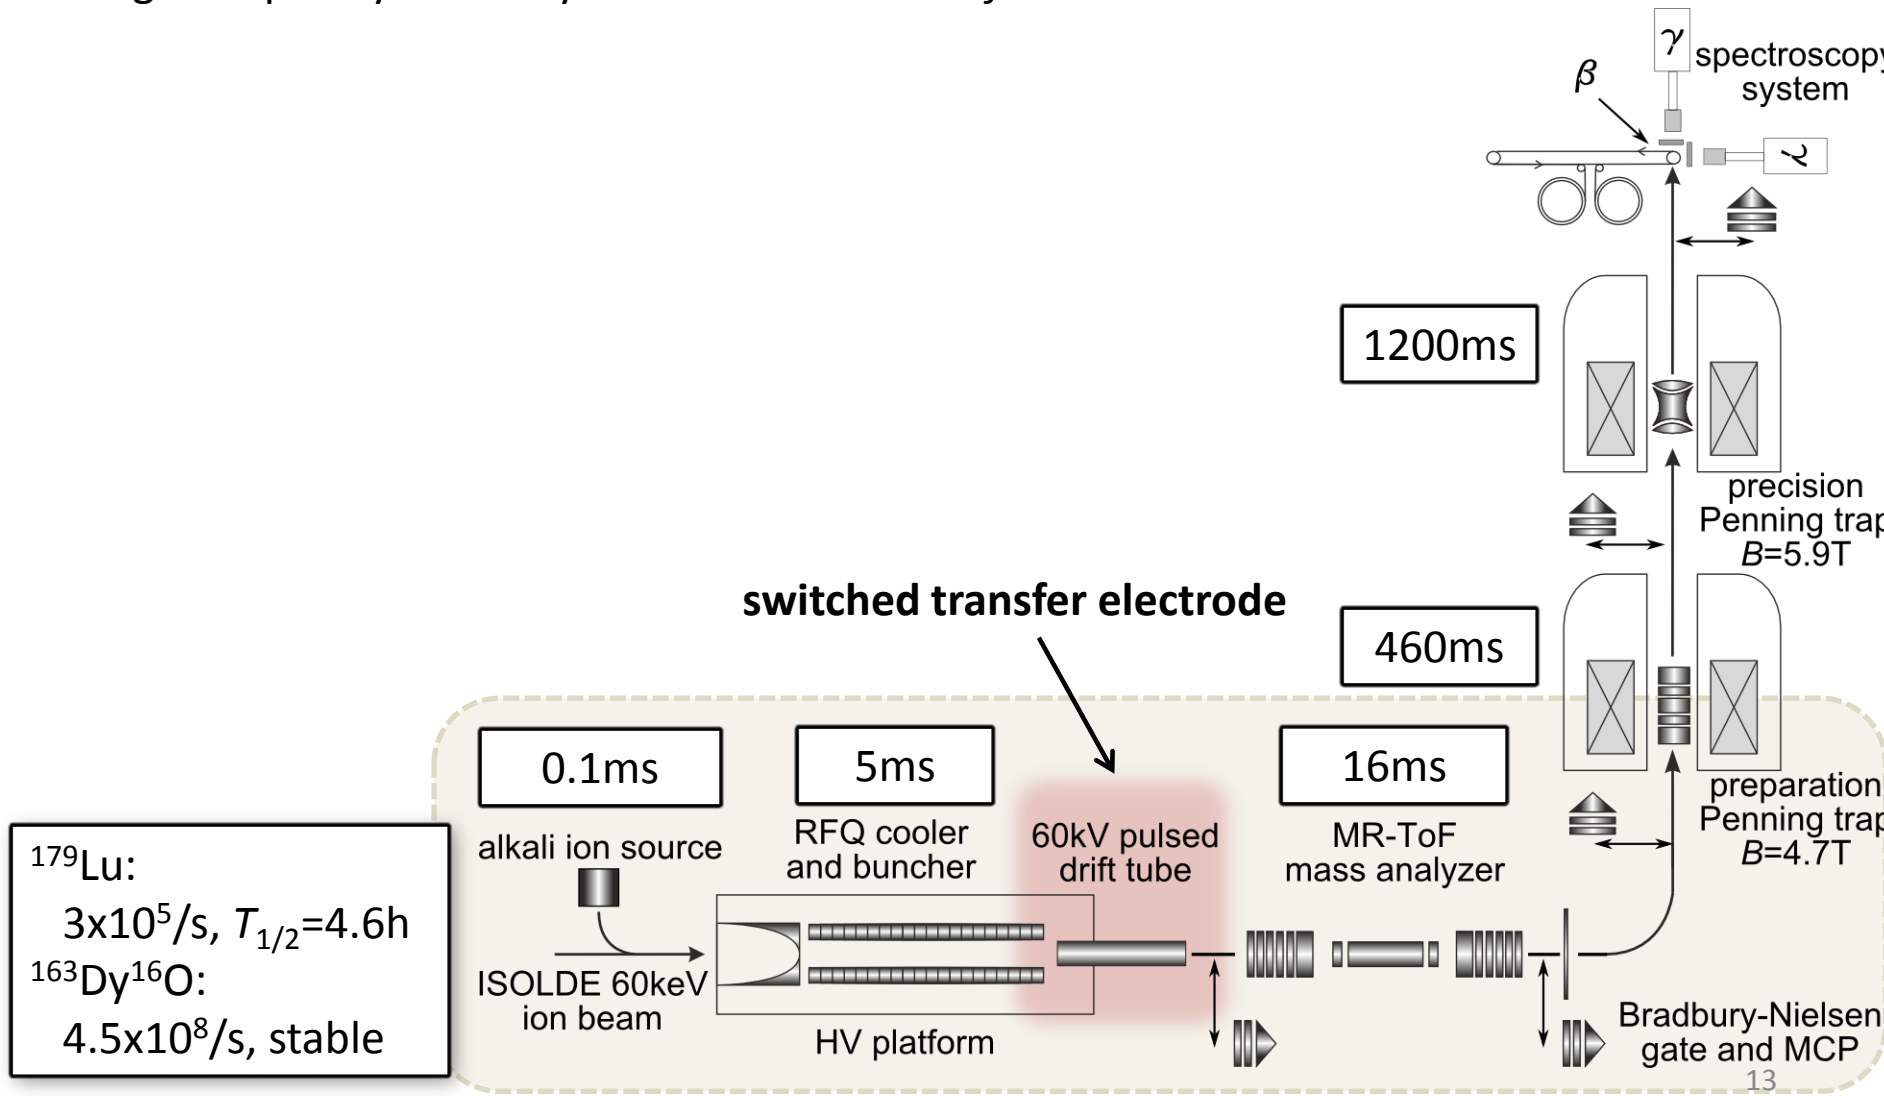 γ
spectroscopy
system
β
γ
1200ms
precision
Penning trap
B=5.9T
switched transfer electrode
460ms
0.1ms
5ms
16ms
preparation
Penning trap
B=4.7T
alkali ion source
RFQ cooler
and buncher
60kV pulsed
drift tube
MR-ToF
mass analyzer
¹⁷⁹Lu:
3x10⁵/s, T₁/₂=4.6h
¹⁶³Dy¹⁶O:
4.5x10⁸/s, stable
ISOLDE 60keV
ion beam
HV platform
Bradbury-Nielsen
gate and MCP
13